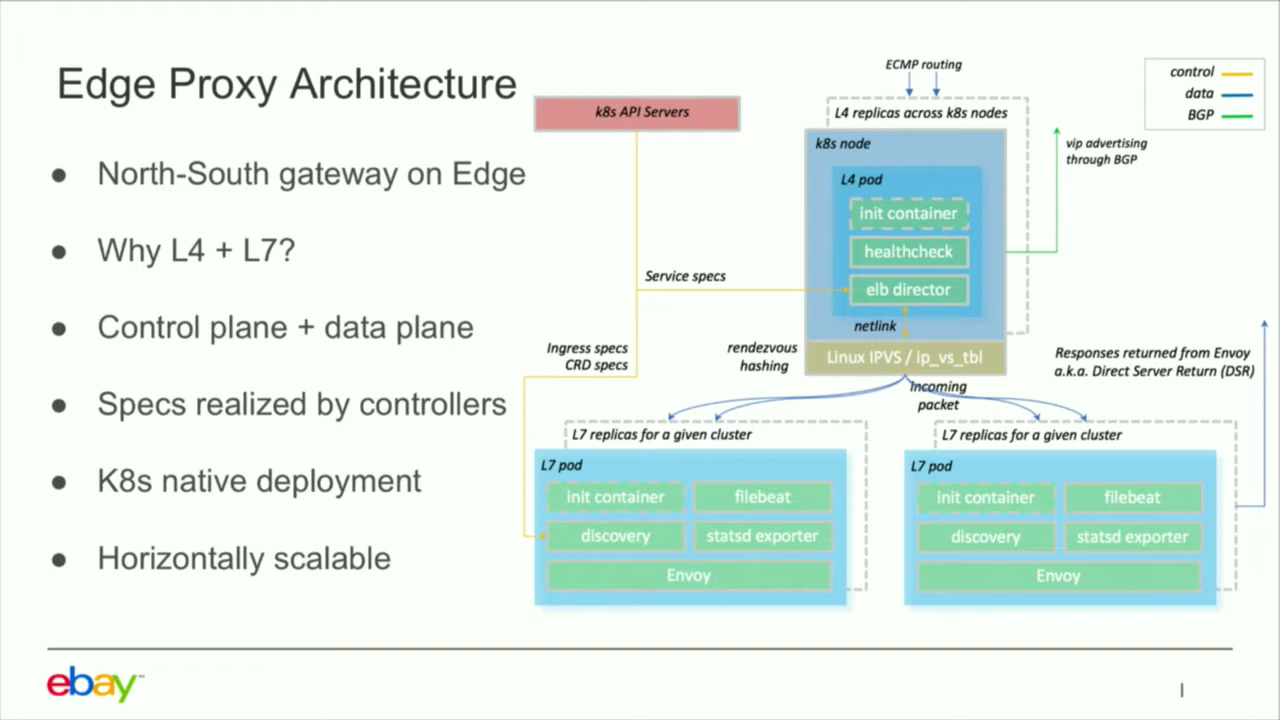 Edge Proxy Architecture
● North-South gateway on Edge
● Why L4 + L7?
● Control plane + data plane
● Specs realized by controllers
● K8s native deployment
● Horizontally scalable
k8s API Servers
ECMP routing
L4 replicas across k8s nodes
k8s node
L4 pod
init container
healthcheck
elb director
netlink
Linux IPVS / ip_vs_tbl
control
data
BGP
vip advertising
through BGP
Service specs
Ingress specs
CRD specs
rendezvous
hashing
Incoming
packet
Responses returned from Envoy
a.k.a. Direct Server Return (DSR)
L7 replicas for a given cluster
L7 pod
init container
filebeat
discovery
statsd exporter
Envoy
L7 replicas for a given cluster
L7 pod
init container
filebeat
discovery
statsd exporter
Envoy
ebay™